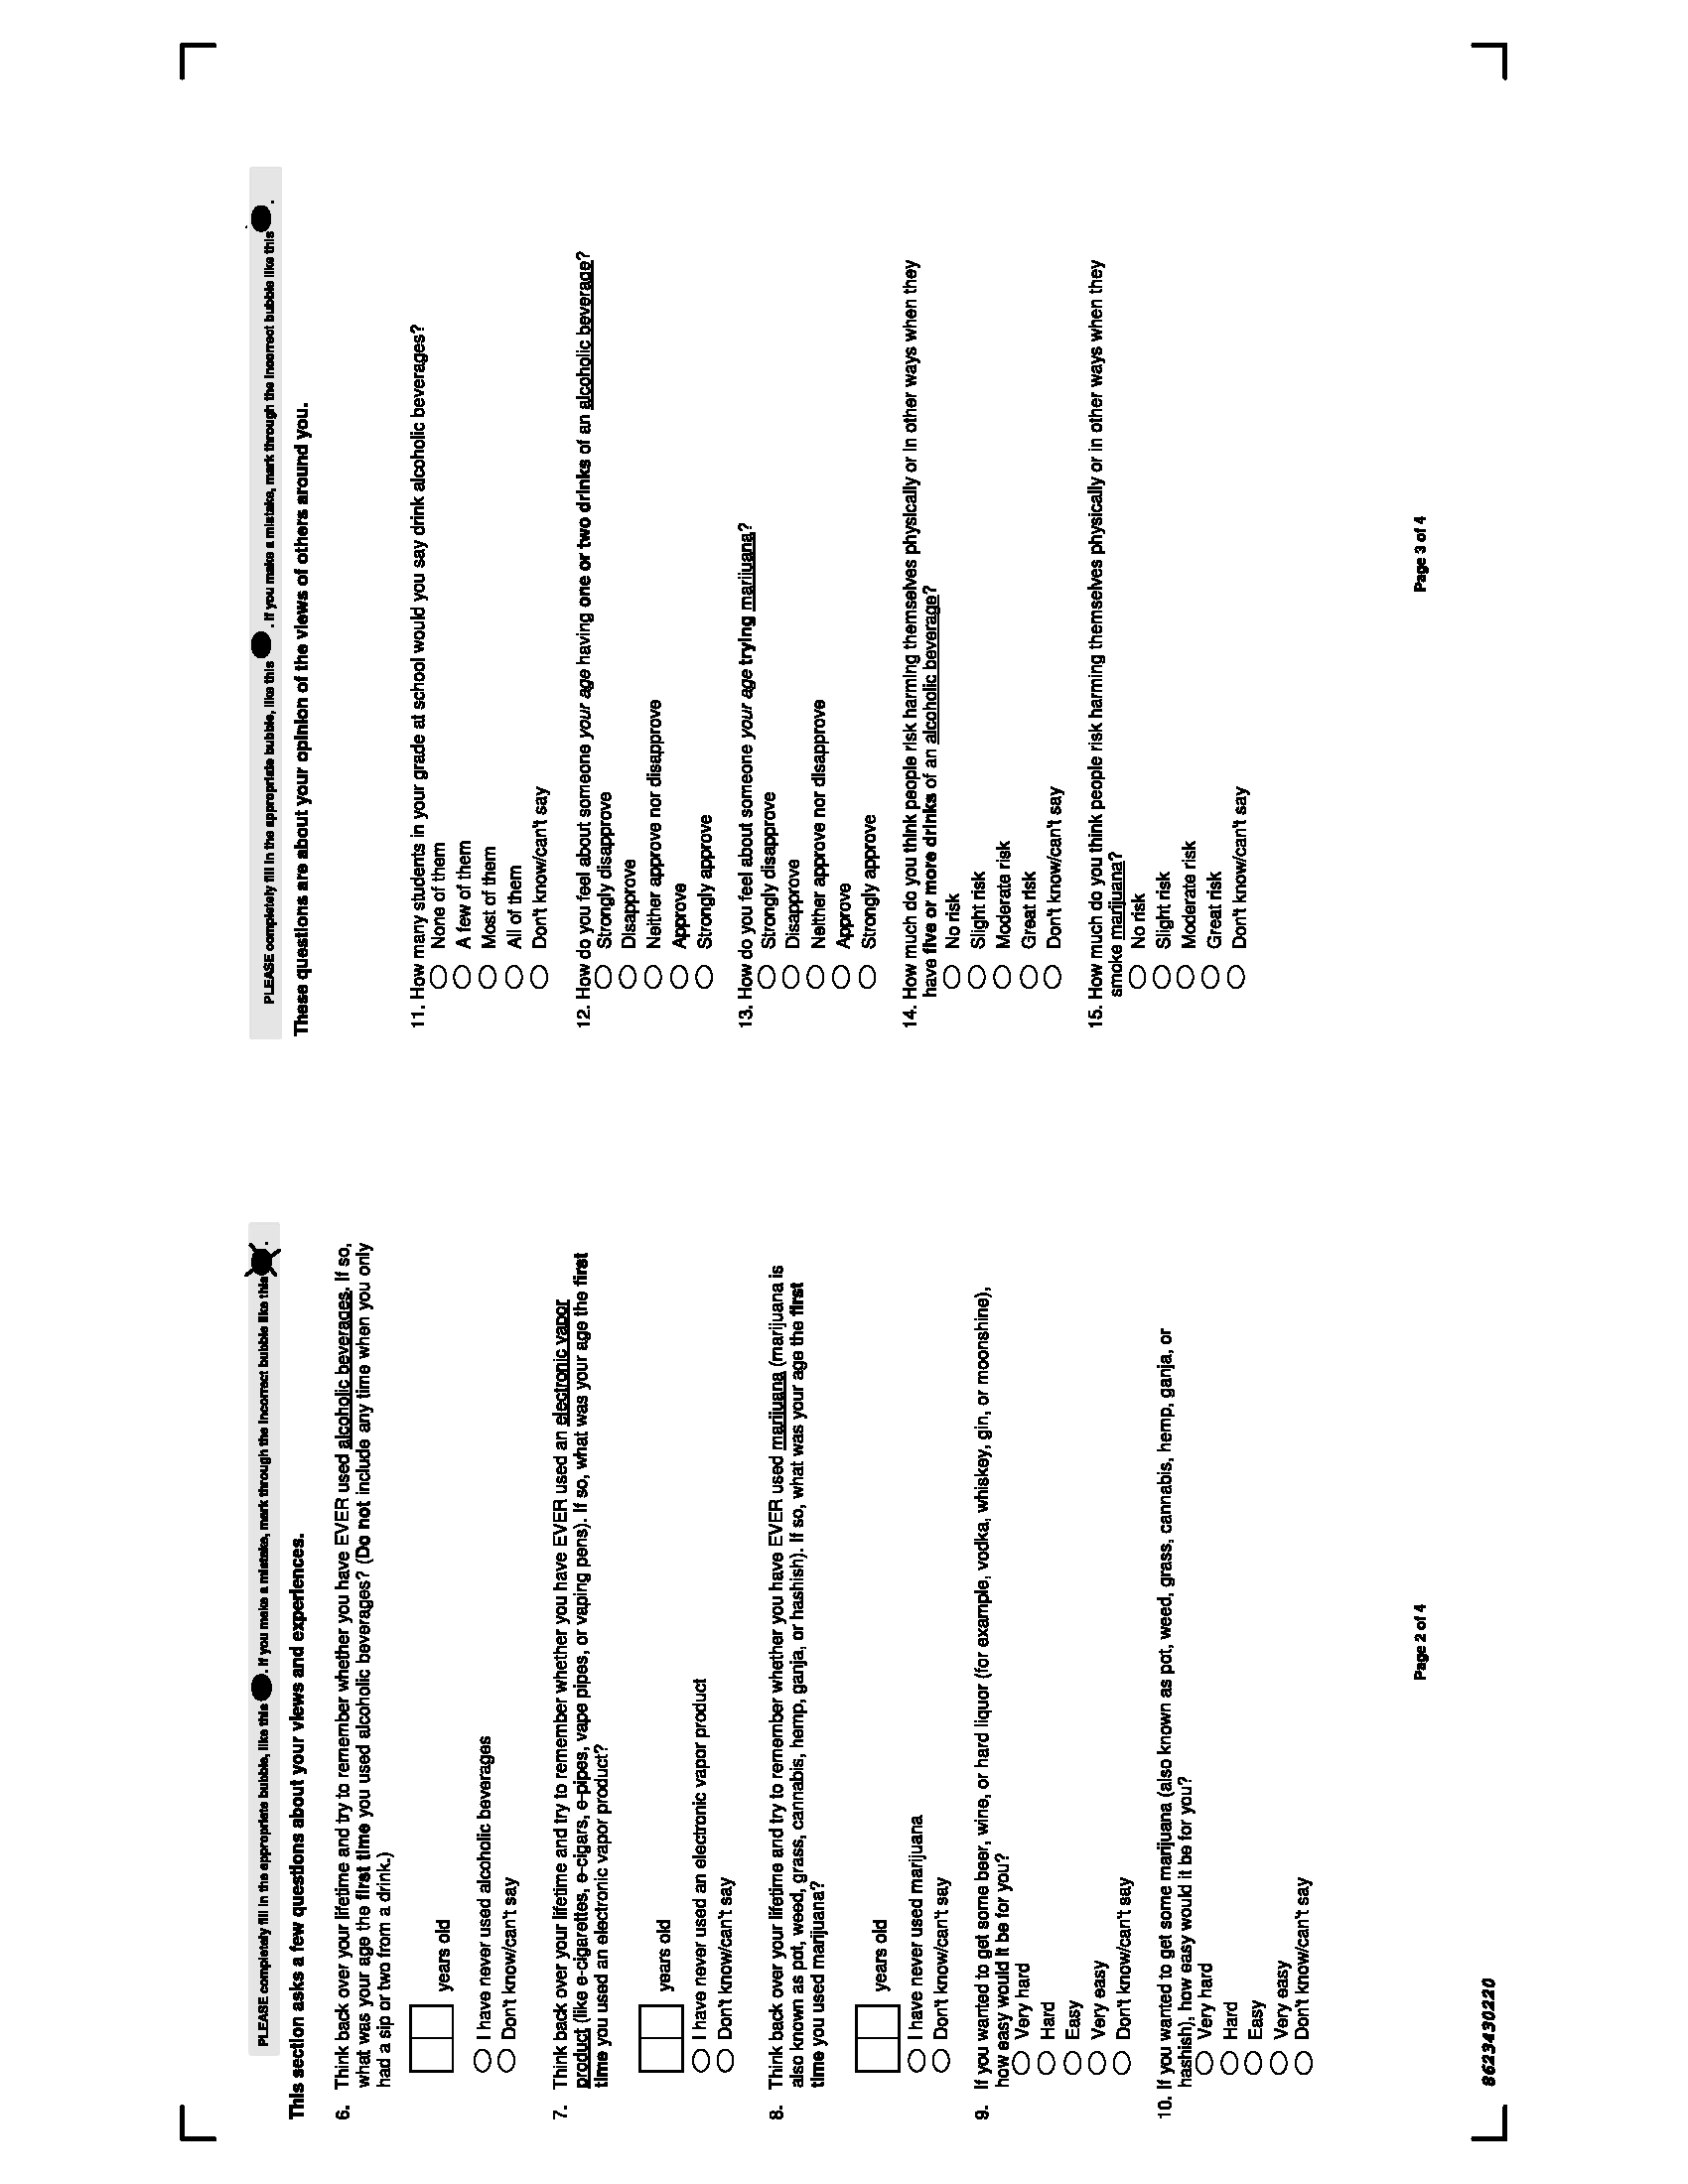 PLEASE completely fill in the appropriate bubble, like this . If you make a mistake, mark through the incorrect bubble like this .
This section asks a few questions about your views and experiences.
6. Think back over your lifetime and try to remember whether you have EVER used alcoholic beverages. If so,
what was your age the first time you used alcoholic beverages? (Do not include any time when you only
had a sip or two from a drink.)
years old
I have never used alcoholic beverages
Don't know/can't say
7. Think back over your lifetime and try to remember whether you have EVER used an electronic vapor
product (like e-cigarettes, e-cigars, e-pipes, vape pipes, or vaping pens). If so, what was your age the first
time you used an electronic vapor product?
years old
I have never used an electronic vapor product
Don't know/can't say
8. Think back over your lifetime and try to remember whether you have EVER used marijuana (marijuana is
also known as pot, weed, grass, cannabis, hemp, ganja, or hashish). If so, what was your age the first
time you used marijuana?
years old
I have never used marijuana
Don't know/can't say
9. If you wanted to get some beer, wine, or hard liquor (for example, vodka, whiskey, gin, or moonshine),
how easy would it be for you?
Very hard
Hard
Easy
Very easy
Don't know/can't say
10. If you wanted to get some marijuana (also known as pot, weed, grass, cannabis, hemp, ganja, or
hashish), how easy would it be for you?
Very hard
Hard
Easy
Very easy
Don't know/can't say
Page 2 of 4
8623430220
PLEASE completely fill in the appropriate bubble, like this . If you make a mistake, mark through the incorrect bubble like this .
These questions are about your opinion of the views of others around you.
11. How many students in your grade at school would you say drink alcoholic beverages?
None of them
A few of them
Most of them
All of them
Don't know/can't say
12. How do you feel about someone your age having one or two drinks of an alcoholic beverage?
Strongly disapprove
Disapprove
Neither approve nor disapprove
Approve
Strongly approve
13. How do you feel about someone your age trying marijuana?
Strongly disapprove
Disapprove
Neither approve nor disapprove
Approve
Strongly approve
14. How much do you think people risk harming themselves physically or in other ways when they
have five or more drinks of an alcoholic beverage?
No risk
Slight risk
Moderate risk
Great risk
Don't know/can't say
15. How much do you think people risk harming themselves physically or in other ways when they
smoke marijuana?
No risk
Slight risk
Moderate risk
Great risk
Don't know/can't say
Page 3 of 4